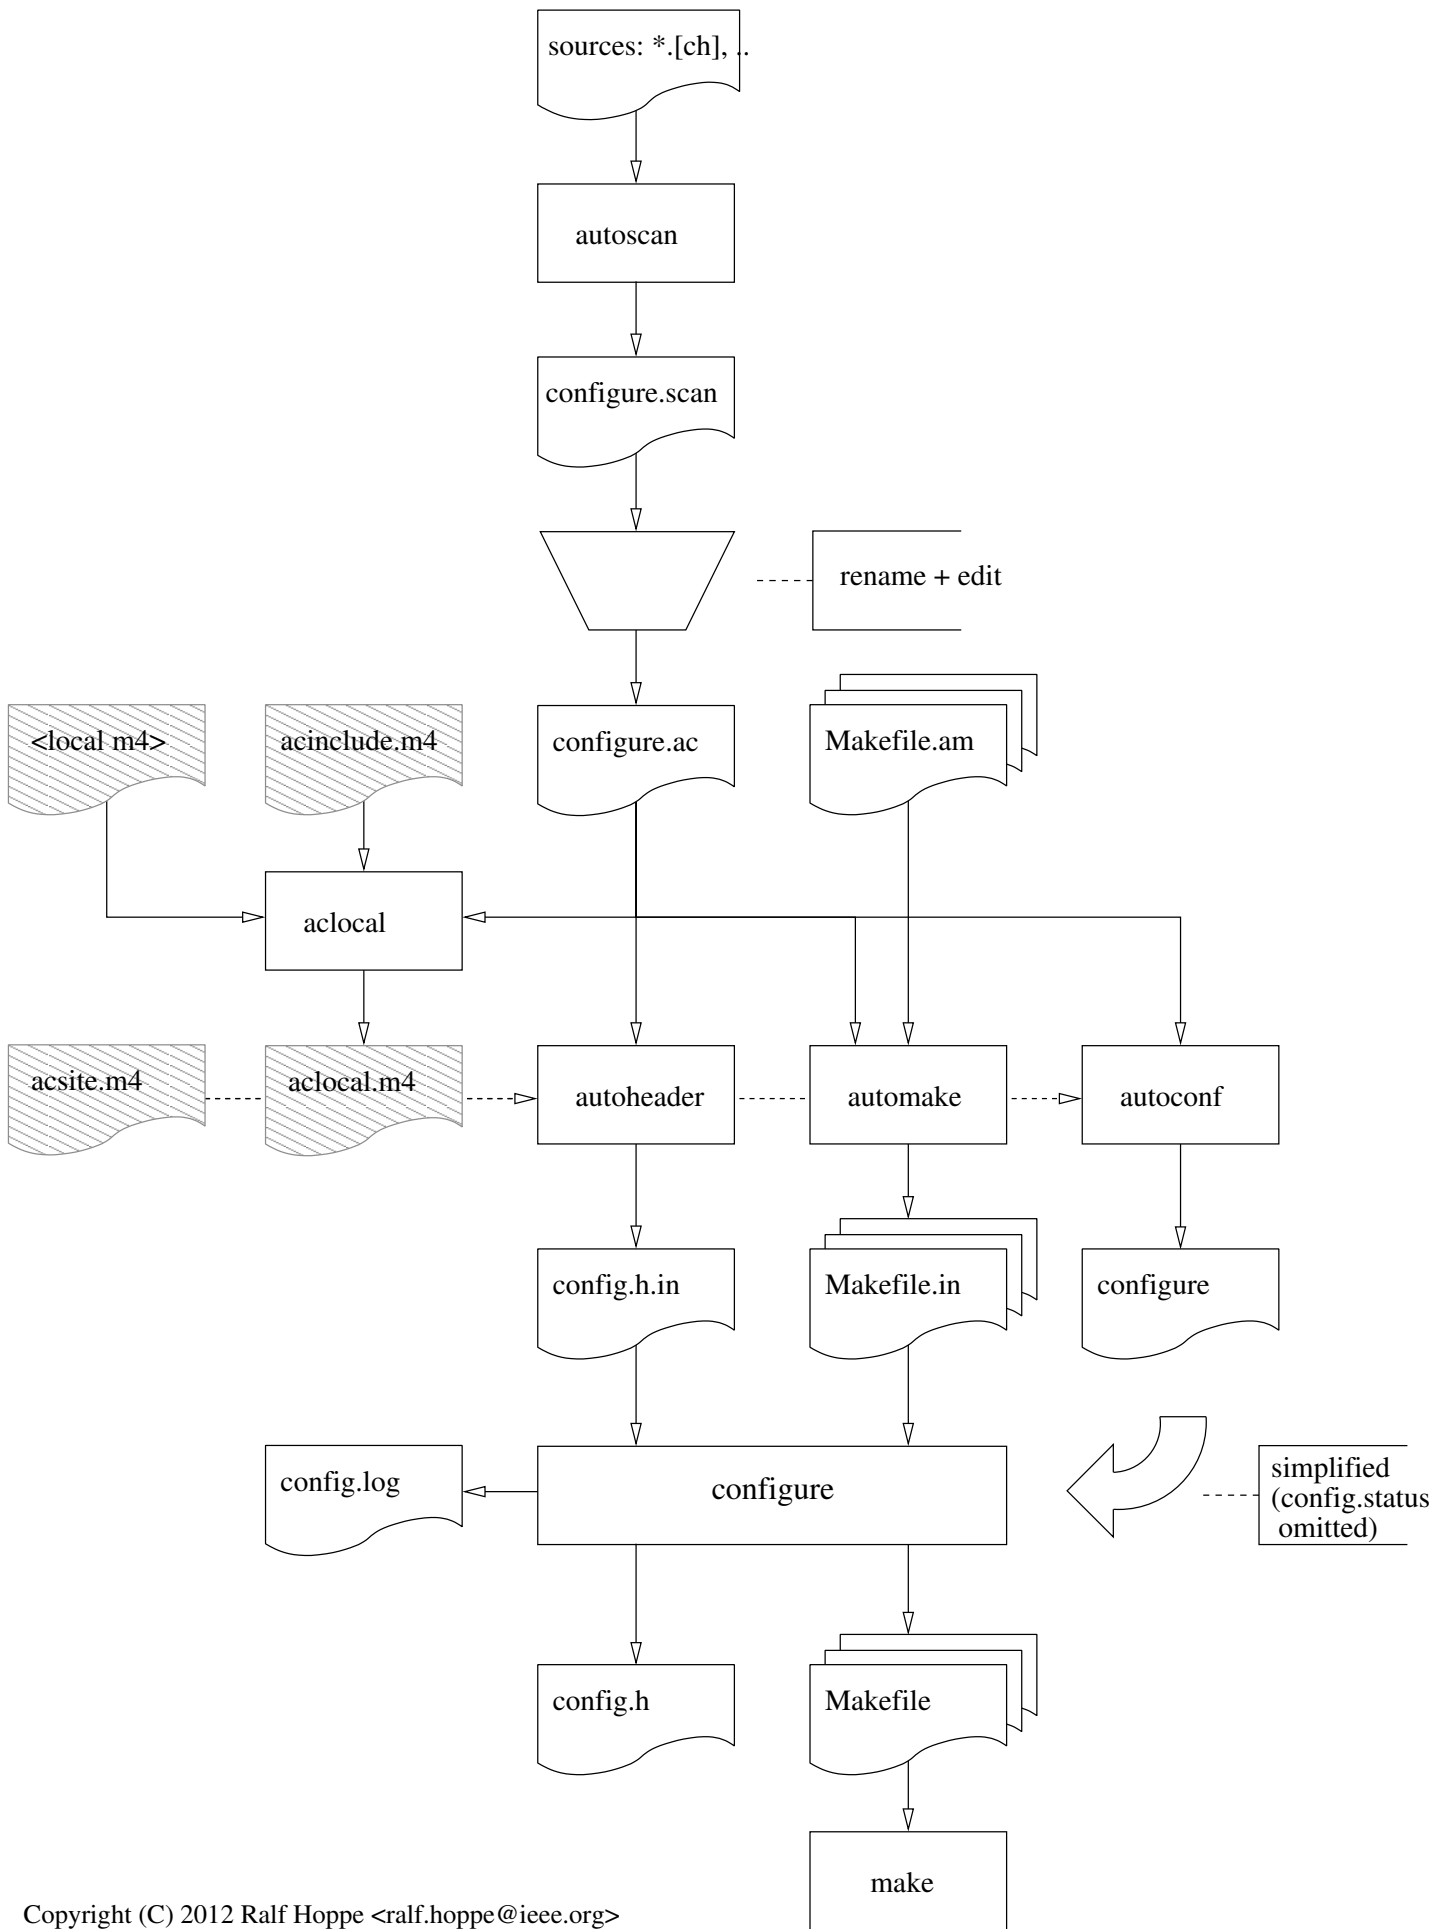 sources: *.[ch], ..
autoscan
configure.scan
rename + edit
<local m4>
acinclude.m4
configure.ac
Makefile.am
aclocal
acsite.m4
aclocal.m4
autoheader
automake
autoconf
config.h.in
Makefile.in
configure
config.log
configure
simplified
(config.status
omitted)
config.h
Makefile
make
Copyright (C) 2012 Ralf Hoppe <ralf.hoppe@ieee.org>